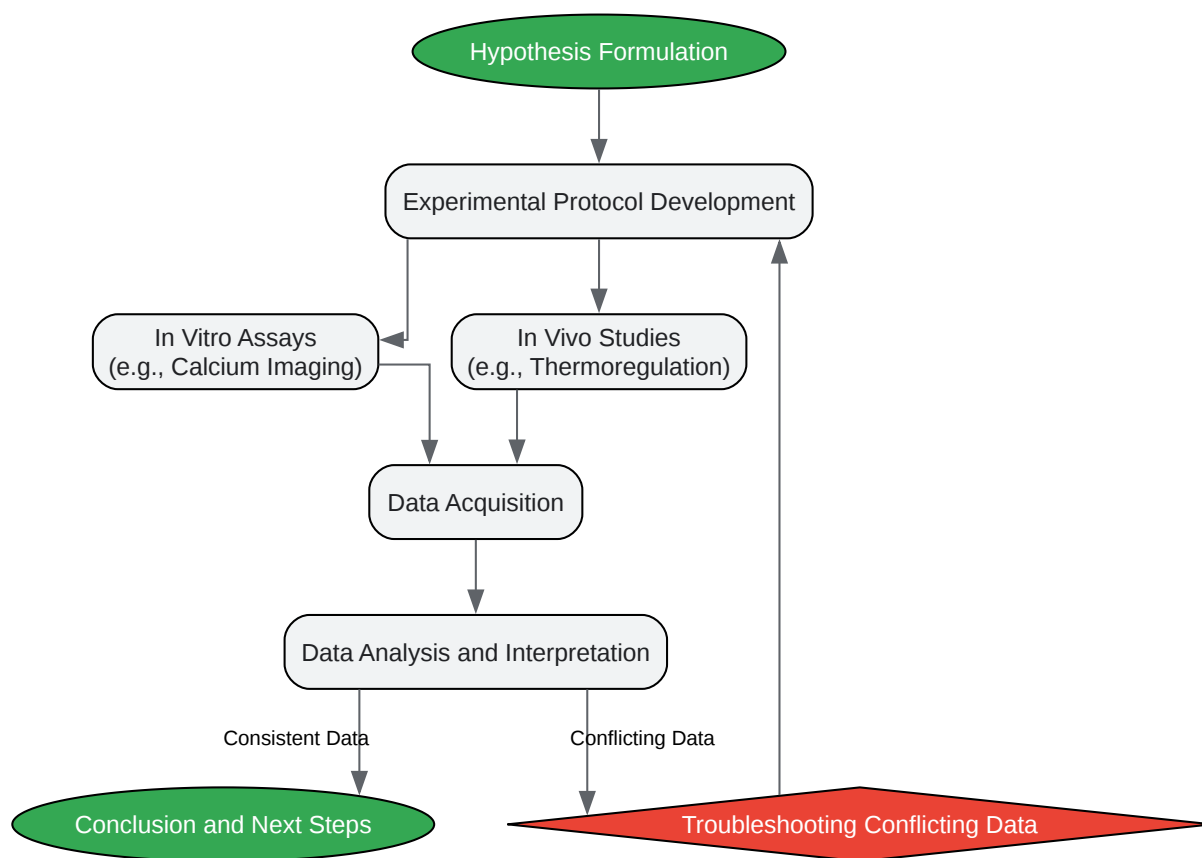 Hypothesis Formulation
Experimental Protocol Development
In Vitro Assays
(e.g., Calcium Imaging)
In Vivo Studies
(e.g., Thermoregulation)
Data Acquisition
Data Analysis and Interpretation
Consistent Data
Conflicting Data
Conclusion and Next Steps
Troubleshooting Conflicting Data